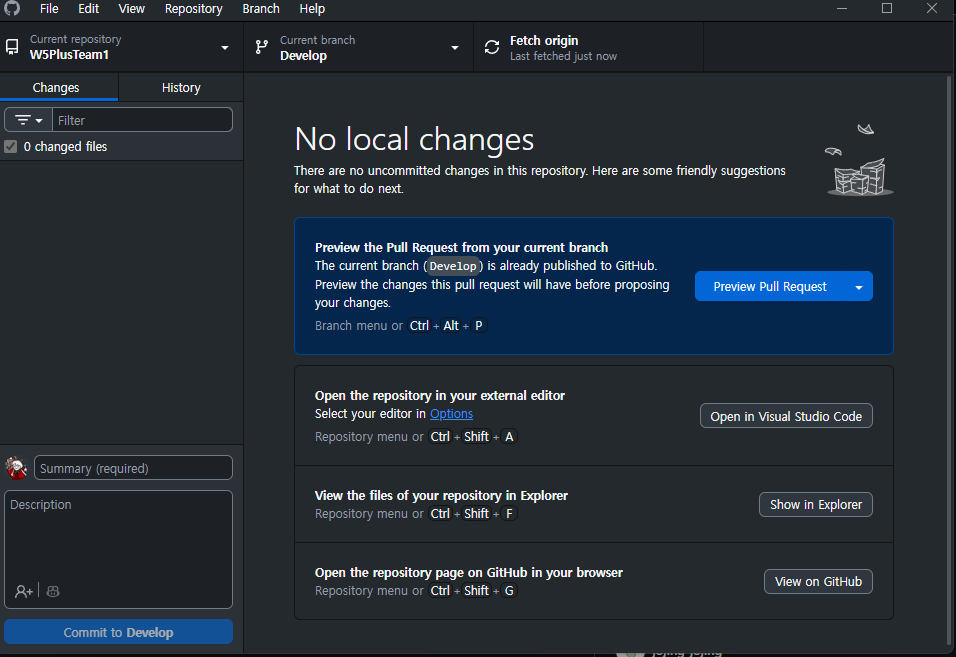 File Edit View Repository Branch Help
Current repository
W5PlusTeam1
Current branch
Develop
Fetch origin
Last fetched just now
Changes History
Filter
0 changed files
No local changes
There are no uncommitted changes in this repository. Here are some friendly suggestions
for what to do next.
Preview the Pull Request from your current branch
The current branch (Develop) is already published to GitHub.
Preview the changes this pull request will have before proposing
your changes.
Branch menu or Ctrl + Alt + P
Preview Pull Request
Open the repository in your external editor
Select your editor in Options
Repository menu or Ctrl + Shift + A
Open in Visual Studio Code
View the files of your repository in Explorer
Repository menu or Ctrl + Shift + F
Show in Explorer
Open the repository page on GitHub in your browser
Repository menu or Ctrl + Shift + G
View on GitHub
Summary (required)
Description
Commit to Develop